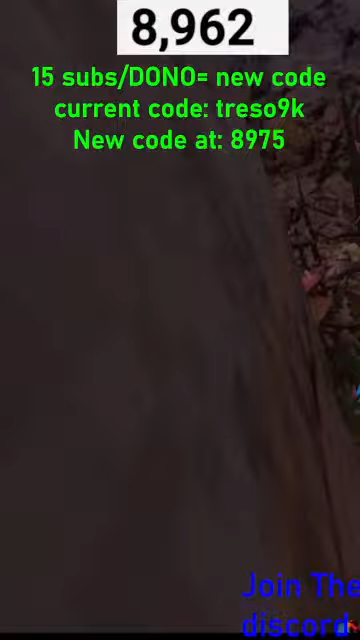 8,962
15 subs/DONO= new code
current code: treso9k
New code at: 8975
Join The
discord